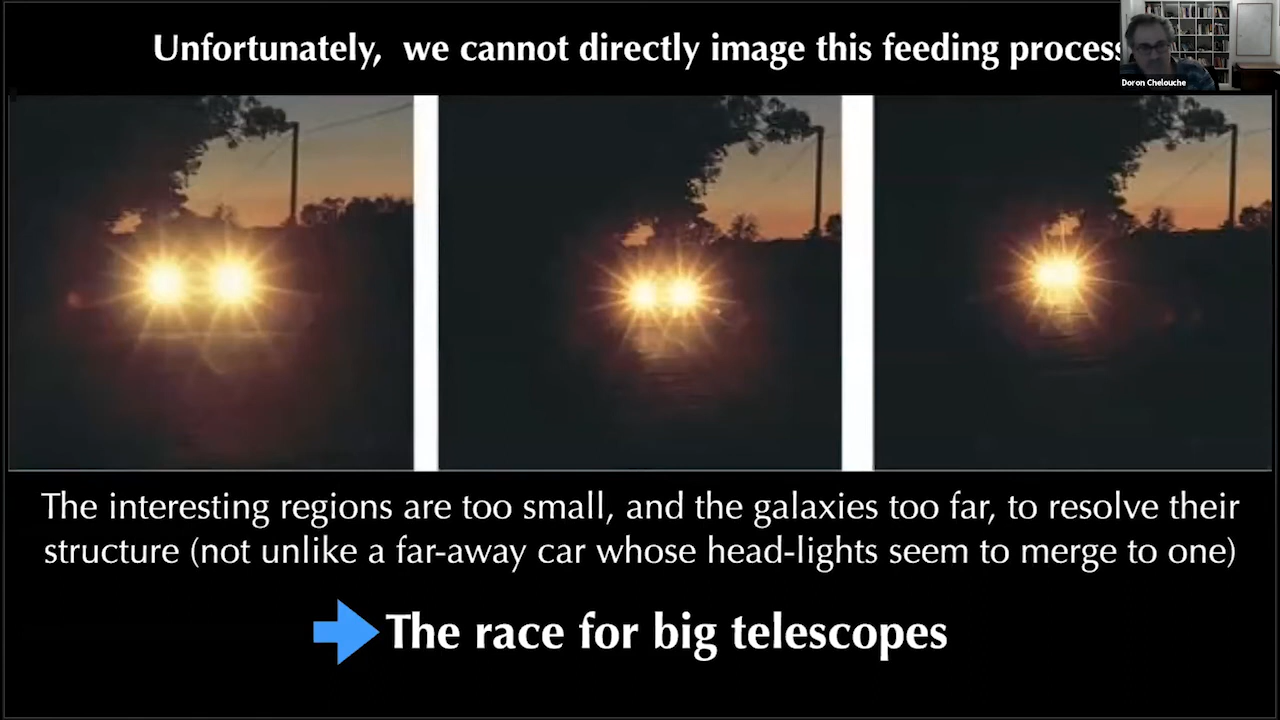 Unfortunately, we cannot directly image this feeding process
Doron Chelouche
The interesting regions are too small, and the galaxies too far, to resolve their
structure (not unlike a far-away car whose head-lights seem to merge to one)
The race for big telescopes